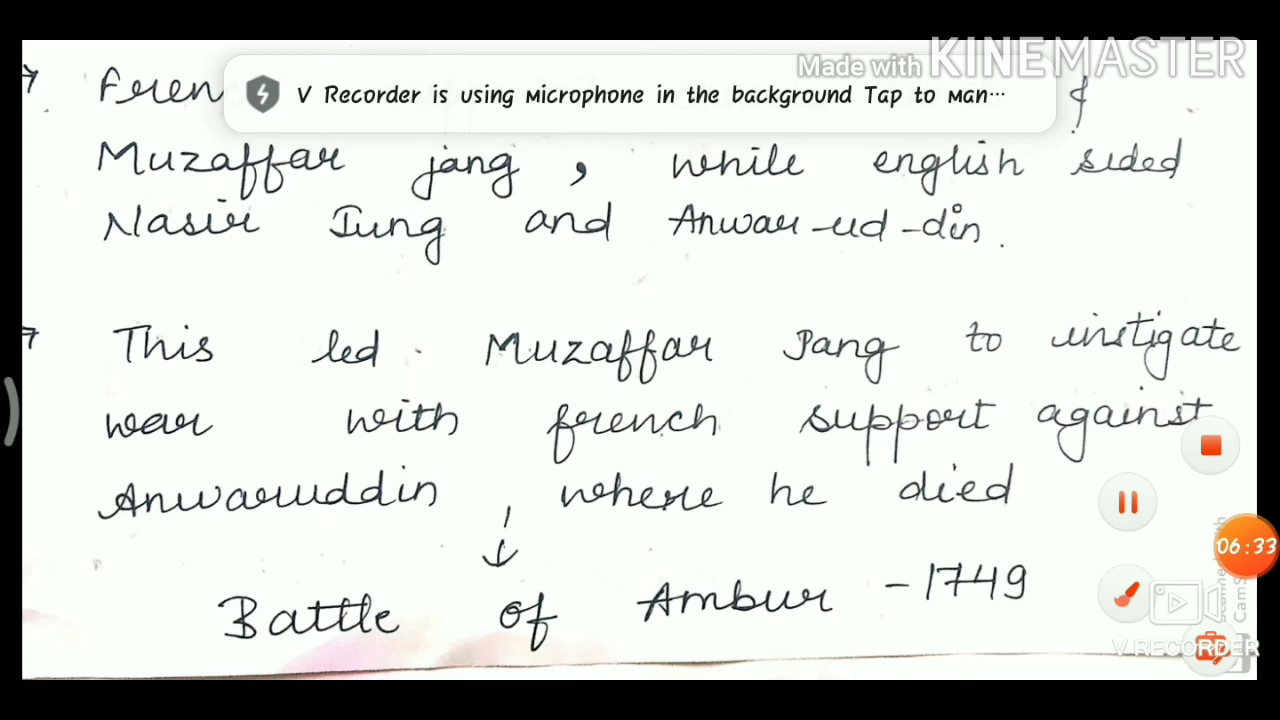 Made with KINEMASTER
V Recorder is using microphone in the background Tap to man...
Muzaffar jang, while english sided
Nasir Jung and Anwar-ud-din.
This led Muzaffar Jang to instigate
war with french support against
Anwaruddin, where he died
Battle of Ambur - 1749
06:33
V RECORDER